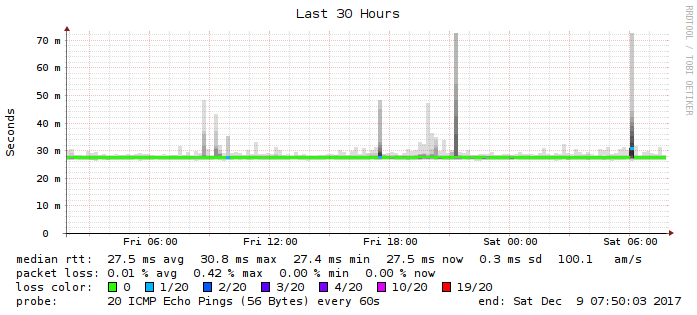 Last 30 Hours
RRDTOOL / TOBI OETIKER
Seconds
70 m
60 m
50 m
40 m
30 m
20 m
10 m
0
Fri 06:00 Fri 12:00 Fri 18:00 Sat 00:00 Sat 06:00
median rtt: 27.5 ms avg 30.8 ms max 27.4 ms min 27.5 ms now 0.3 ms sd 100.1 am/s
packet loss: 0.01 % avg 0.42 % max 0.00 % min 0.00 % now
loss color: 0 1/20 2/20 3/20 4/20 10/20 19/20
probe: 20 ICMP Echo Pings (56 Bytes) every 60s end: Sat Dec 9 07:50:03 2017